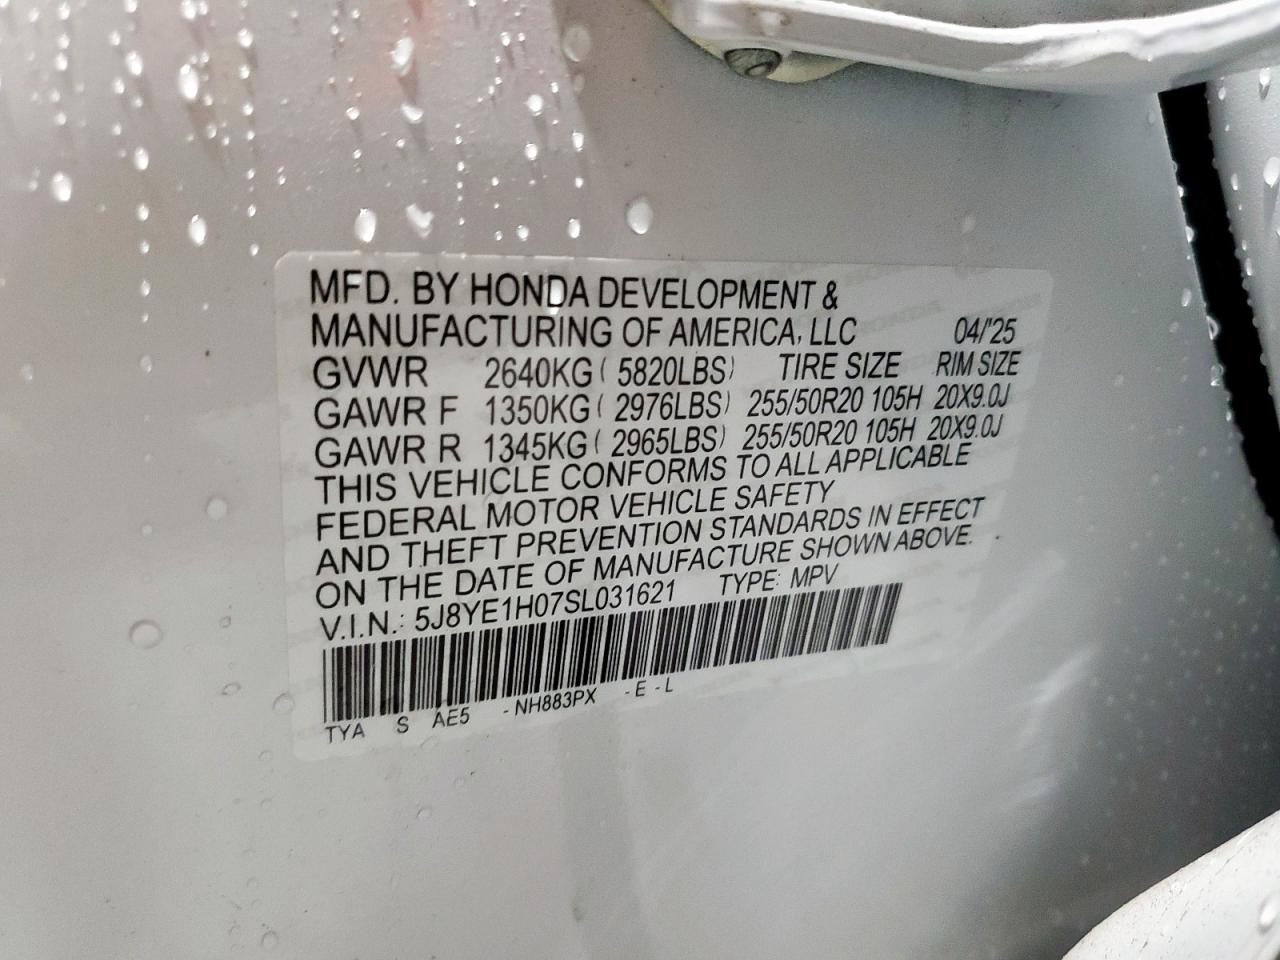 MFD. BY HONDA DEVELOPMENT &
MANUFACTURING OF AMERICA, LLC 04/'25
GVWR 2640KG ( 5820LBS) TIRE SIZE RIM SIZE
GAWR F 1350KG ( 2976LBS) 255/50R20 105H 20X9.0J
GAWR R 1345KG ( 2965LBS) 255/50R20 105H 20X9.0J
THIS VEHICLE CONFORMS TO ALL APPLICABLE
FEDERAL MOTOR VEHICLE SAFETY
AND THEFT PREVENTION STANDARDS IN EFFECT
ON THE DATE OF MANUFACTURE SHOWN ABOVE.
V.I.N.: 5J8YE1H07SL031621 TYPE: MPV
TYA S AE5 - NH883PX - E - L